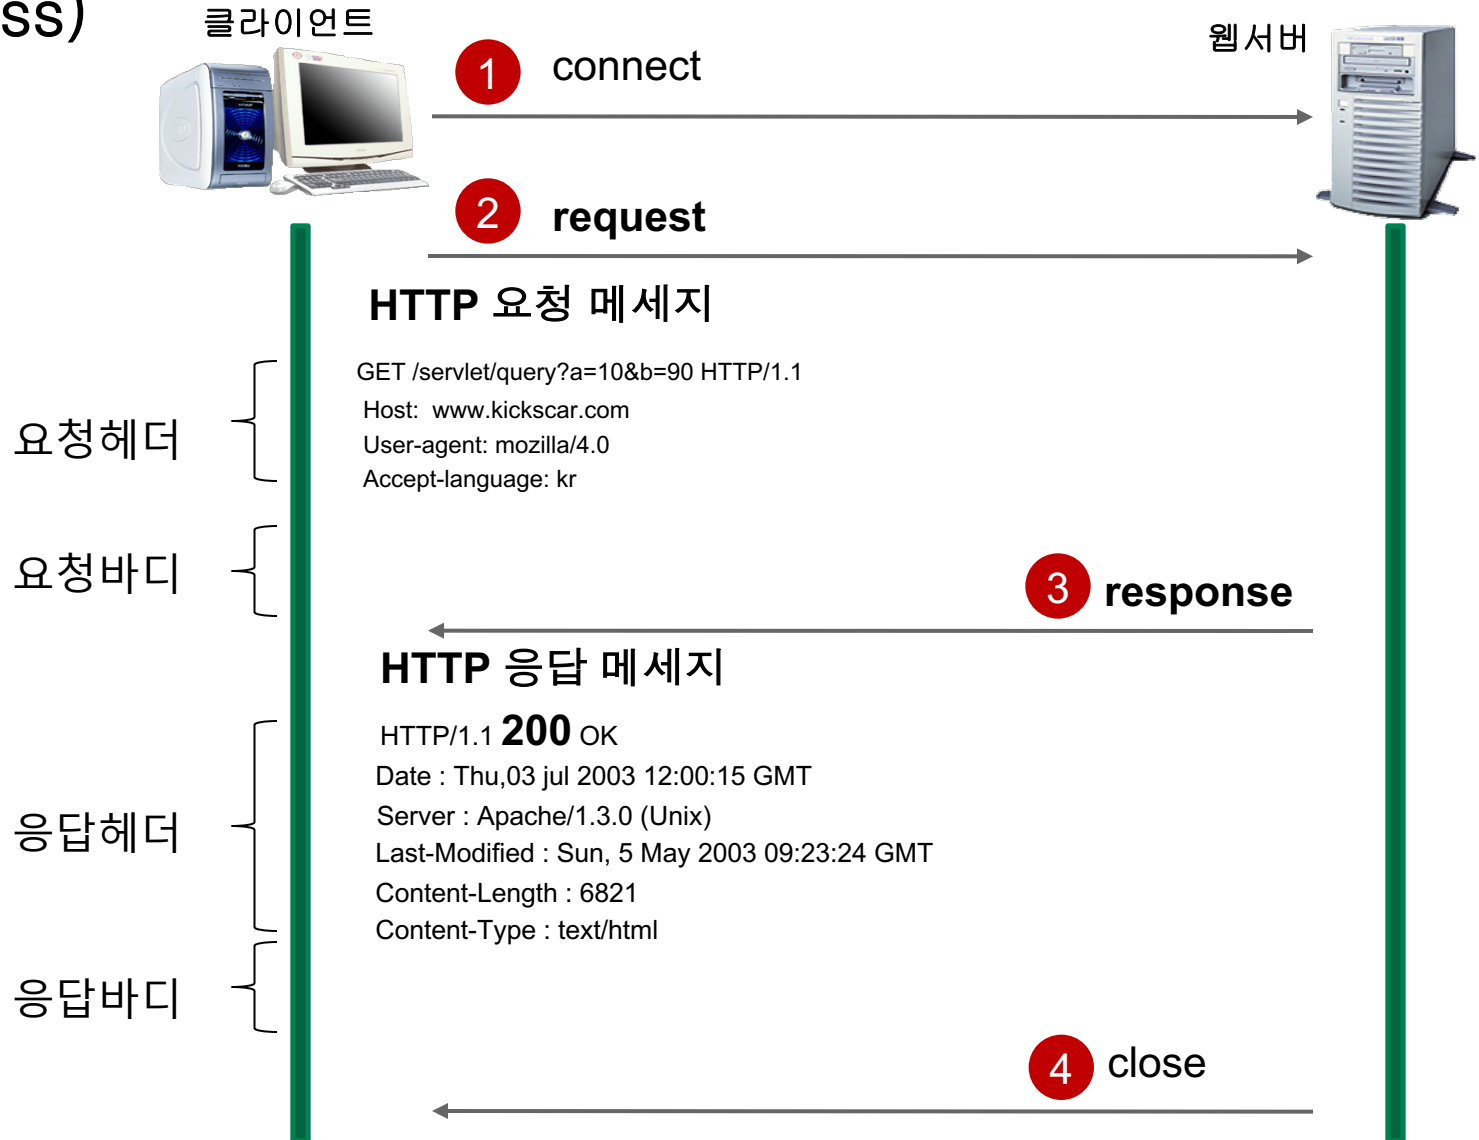 ss)
클라이언트
웹서버
1 connect
2 request
HTTP 요청 메세지
GET /servlet/query?a=10&b=90 HTTP/1.1
Host: www.kickscar.com
User-agent: mozilla/4.0
Accept-language: kr
요청헤더
요청바디
3 response
HTTP 응답 메세지
HTTP/1.1 200 OK
Date : Thu,03 jul 2003 12:00:15 GMT
Server : Apache/1.3.0 (Unix)
Last-Modified : Sun, 5 May 2003 09:23:24 GMT
Content-Length : 6821
Content-Type : text/html
응답헤더
응답바디
4 close